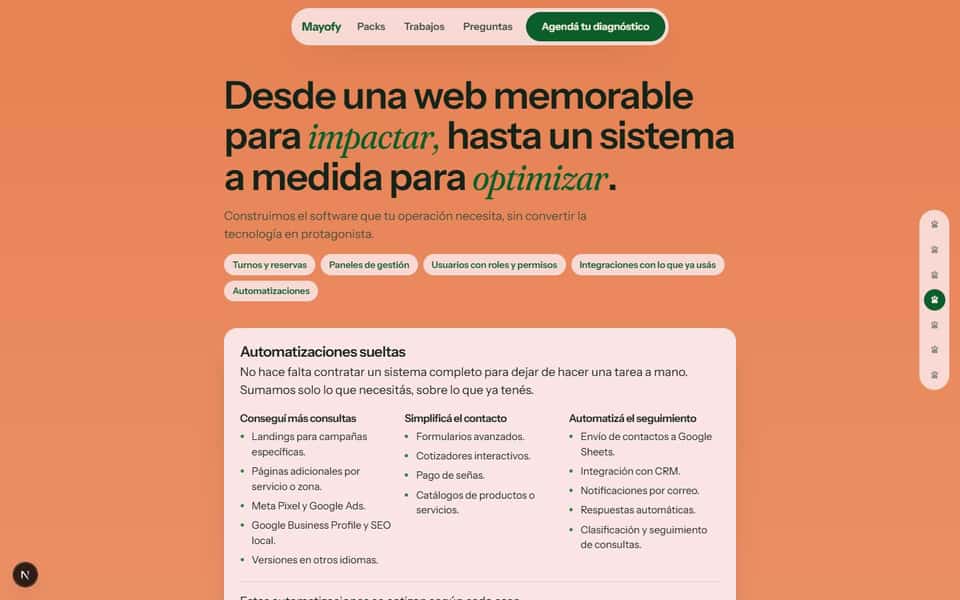 Mayofy Packs Trabajos Preguntas Agendá tu diagnóstico
Desde una web memorable
para impactar, hasta un sistema
a medida para optimizar.
Construimos el software que tu operación necesita, sin convertir la
tecnología en protagonista.
Turnos y reservas Paneles de gestión Usuarios con roles y permisos Integraciones con lo que ya usás
Automatizaciones
Automatizaciones sueltas
No hace falta contratar un sistema completo para dejar de hacer una tarea a mano.
Sumamos solo lo que necesitás, sobre lo que ya tenés.
Conseguí más consultas
• Landings para campañas
específicas.
• Páginas adicionales por
servicio o zona.
• Meta Pixel y Google Ads.
• Google Business Profile y SEO
local.
• Versiones en otros idiomas.
Simplificá el contacto
• Formularios avanzados.
• Cotizadores interactivos.
• Pago de señas.
• Catálogos de productos o
servicios.
Automatizá el seguimiento
• Envío de contactos a Google
Sheets.
• Integración con CRM.
• Notificaciones por correo.
• Respuestas automáticas.
• Clasificación y seguimiento
de consultas.
N